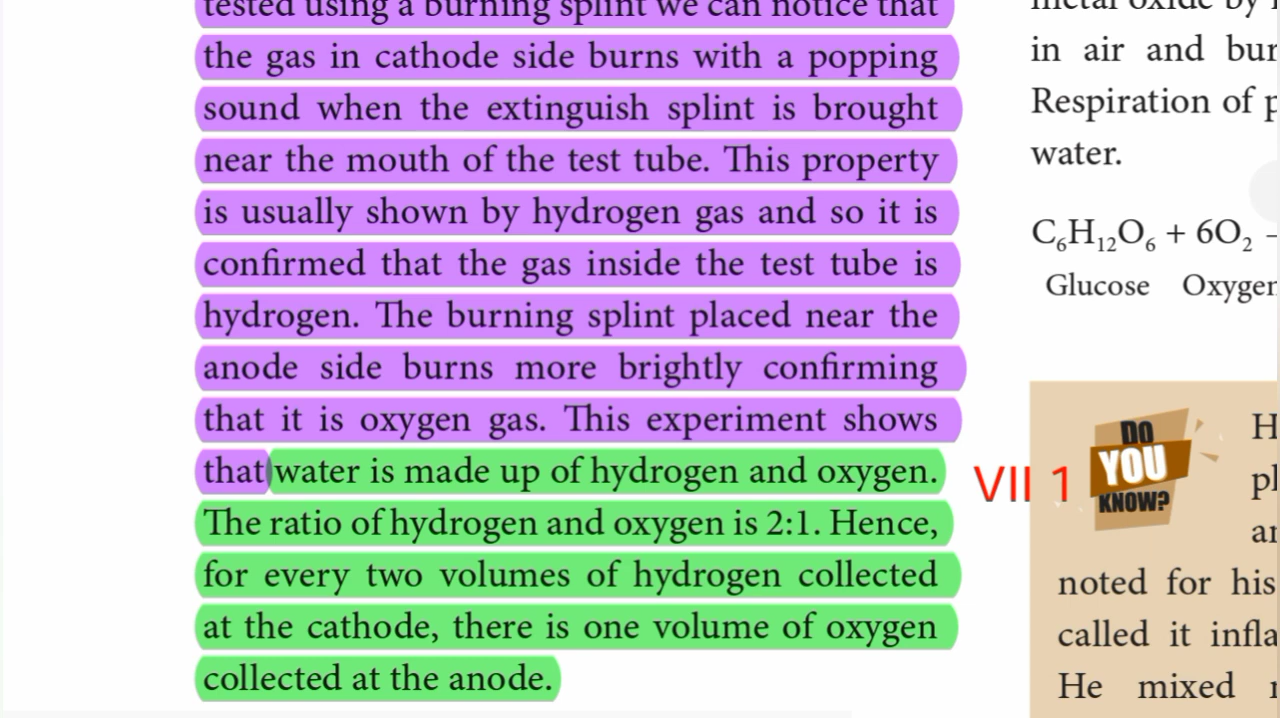 tested using a burning splint we can notice that
the gas in cathode side burns with a popping
sound when the extinguish splint is brought
near the mouth of the test tube. This property
is usually shown by hydrogen gas and so it is
confirmed that the gas inside the test tube is
hydrogen. The burning splint placed near the
anode side burns more brightly confirming
that it is oxygen gas. This experiment shows
that water is made up of hydrogen and oxygen.
The ratio of hydrogen and oxygen is 2:1. Hence,
for every two volumes of hydrogen collected
at the cathode, there is one volume of oxygen
collected at the anode.
VII 1
metal oxide by
in air and
Respiration of
water.
C₆H₁₂O₆ + 6O₂
Glucose Oxygen
DO
YOU
KNOW?
noted for his
called it
He mixed